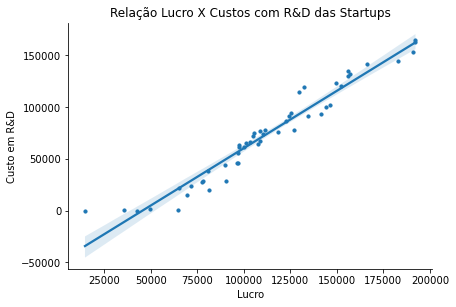 Relação Lucro X Custos com R&D das Startups
Custo em R&D
150000
100000
50000
0
−50000
25000 50000 75000 100000 125000 150000 175000 200000
Lucro